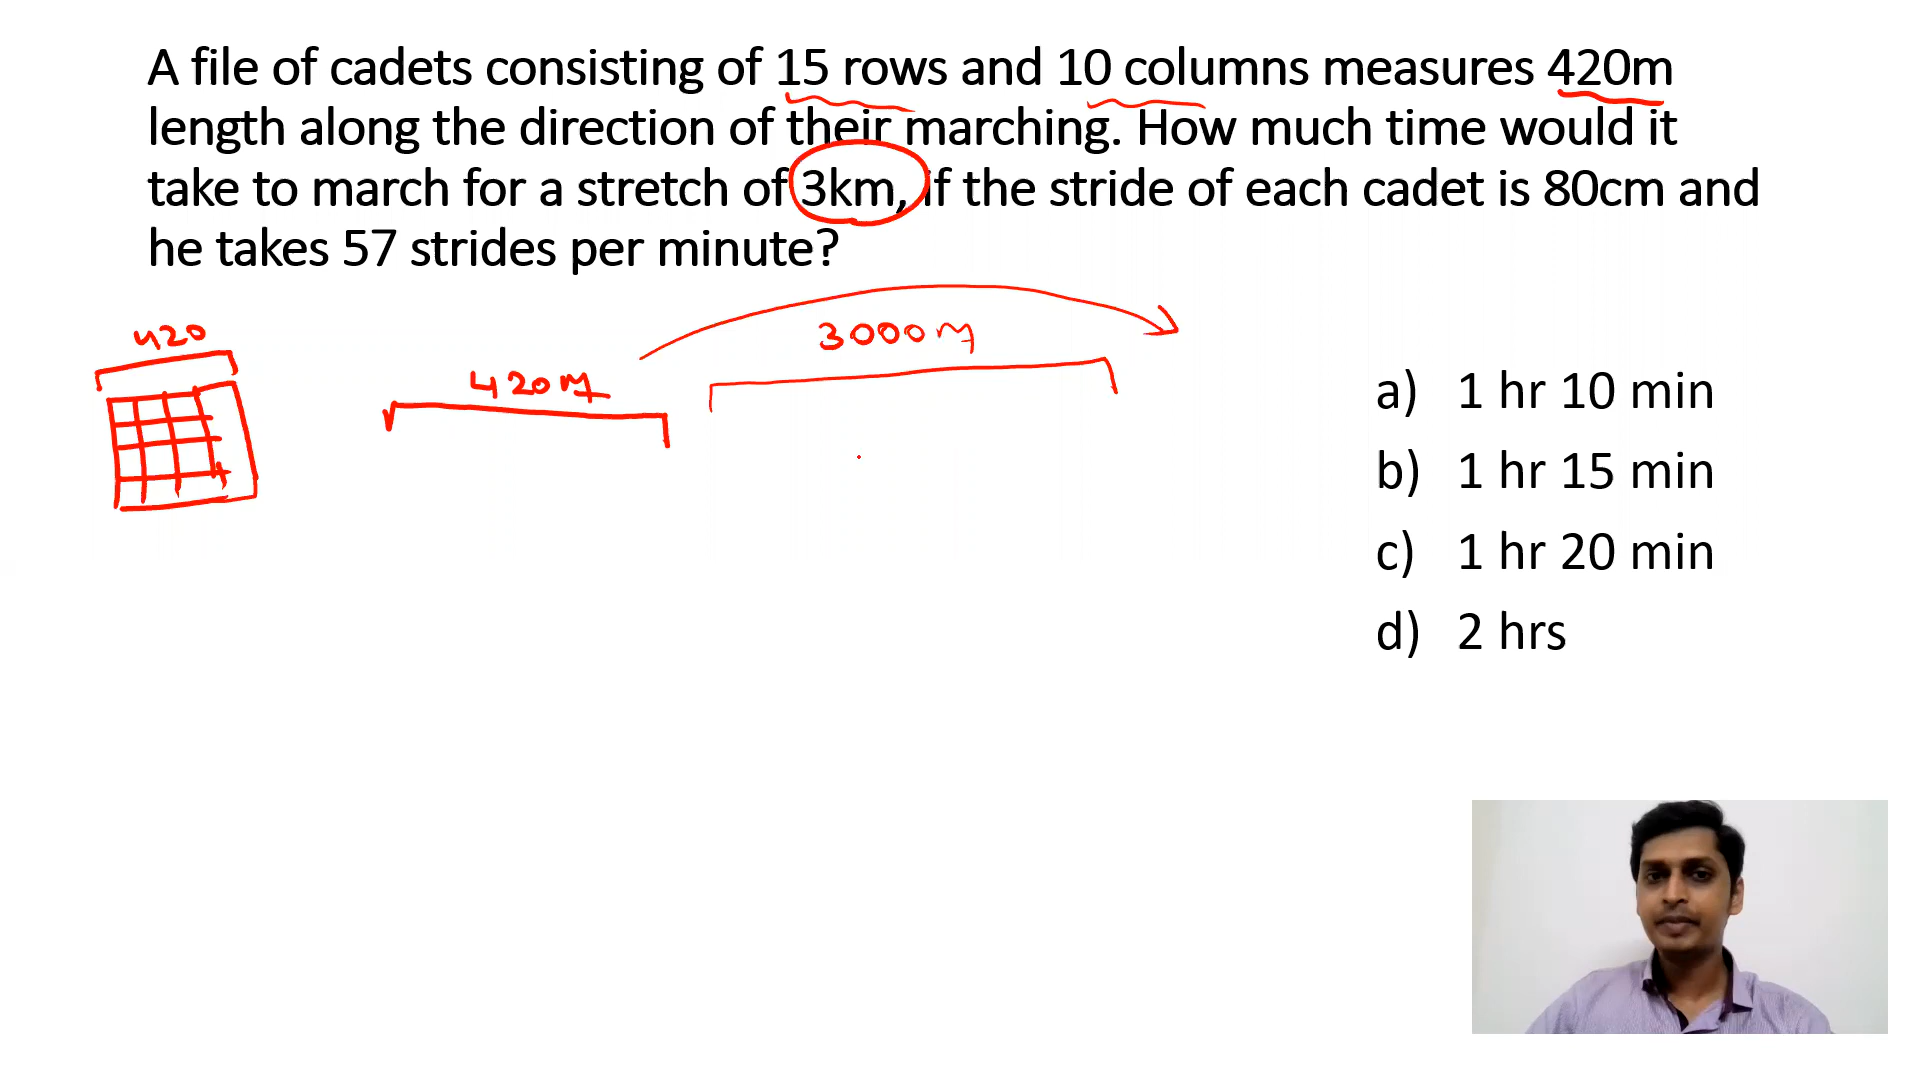 A file of cadets consisting of 15 rows and 10 columns measures 420m
length along the direction of their marching. How much time would it
take to march for a stretch of 3km, if the stride of each cadet is 80cm and
he takes 57 strides per minute?
420
420m
3000m
a) 1 hr 10 min
b) 1 hr 15 min
c) 1 hr 20 min
d) 2 hrs